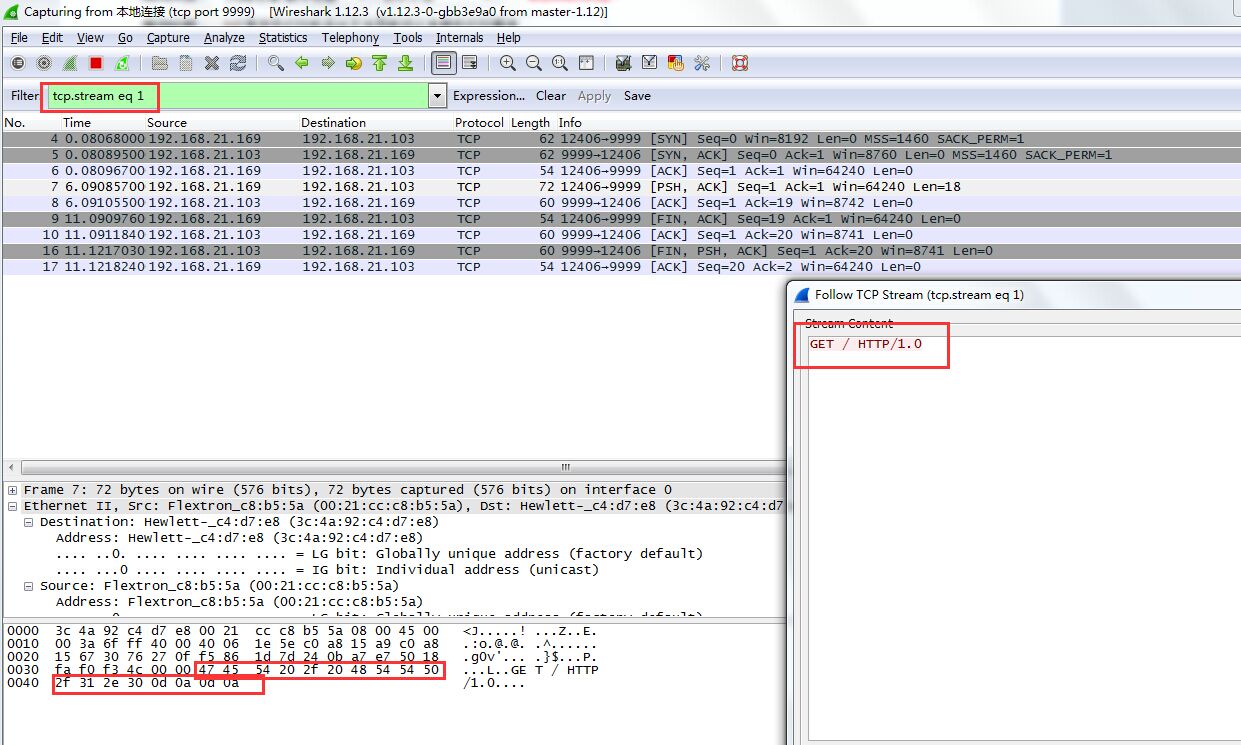 Capturing from 本地连接 (tcp port 9999) [Wireshark 1.12.3 (v1.12.3-0-gbb3e9a0 from master-1.12)]
File Edit View Go Capture Analyze Statistics Telephony Tools Internals Help
Filter: tcp.stream eq 1 Expression... Clear Apply Save
No. Time Source Destination Protocol Length Info
4 0.08068000 192.168.21.169 192.168.21.103 TCP 62 12406→9999 [SYN] Seq=0 Win=8192 Len=0 MSS=1460 SACK_PERM=1
5 0.08089500 192.168.21.103 192.168.21.169 TCP 62 9999→12406 [SYN, ACK] Seq=0 Ack=1 Win=8760 Len=0 MSS=1460 SACK_PERM=1
6 0.08096700 192.168.21.169 192.168.21.103 TCP 54 12406→9999 [ACK] Seq=1 Ack=1 Win=64240 Len=0
7 6.09085700 192.168.21.169 192.168.21.103 TCP 72 12406→9999 [PSH, ACK] Seq=1 Ack=1 Win=64240 Len=18
8 6.09105500 192.168.21.103 192.168.21.169 TCP 60 9999→12406 [ACK] Seq=1 Ack=19 Win=8742 Len=0
9 11.0909760 192.168.21.169 192.168.21.103 TCP 54 12406→9999 [FIN, ACK] Seq=19 Ack=1 Win=64240 Len=0
10 11.0911840 192.168.21.103 192.168.21.169 TCP 60 9999→12406 [ACK] Seq=1 Ack=20 Win=8741 Len=0
16 11.1217030 192.168.21.103 192.168.21.169 TCP 60 9999→12406 [FIN, PSH, ACK] Seq=1 Ack=20 Win=8741 Len=0
17 11.1218240 192.168.21.169 192.168.21.103 TCP 54 12406→9999 [ACK] Seq=20 Ack=2 Win=64240 Len=0
Follow TCP Stream (tcp.stream eq 1)
Stream Content
GET / HTTP/1.0
Frame 7: 72 bytes on wire (576 bits), 72 bytes captured (576 bits) on interface 0
Ethernet II, Src: Flextron_c8:b5:5a (00:21:cc:c8:b5:5a), Dst: Hewlett-_c4:d7:e8 (3c:4a:92:c4:d7
Destination: Hewlett-_c4:d7:e8 (3c:4a:92:c4:d7:e8)
Address: Hewlett-_c4:d7:e8 (3c:4a:92:c4:d7:e8)
.... ..0. .... .... .... .... = LG bit: Globally unique address (factory default)
.... ...0 .... .... .... .... = IG bit: Individual address (unicast)
Source: Flextron_c8:b5:5a (00:21:cc:c8:b5:5a)
Address: Flextron_c8:b5:5a (00:21:cc:c8:b5:5a)
0000 3c 4a 92 c4 d7 e8 00 21 cc c8 b5 5a 08 00 45 00 <J.....! ...Z..E.
0010 00 3a 6f ff 40 00 40 06 1e 5e c0 a8 15 a9 c0 a8 .:o.@.@. .^......
0020 15 67 30 76 27 0f f5 86 1d 7d 24 0b a7 e7 50 18 .g0v'... .}$...P.
0030 fa f0 f3 4c 00 00 47 45 54 20 2f 20 48 54 54 50 ...L..GE T / HTTP
0040 2f 31 2e 30 0d 0a 0d 0a /1.0....